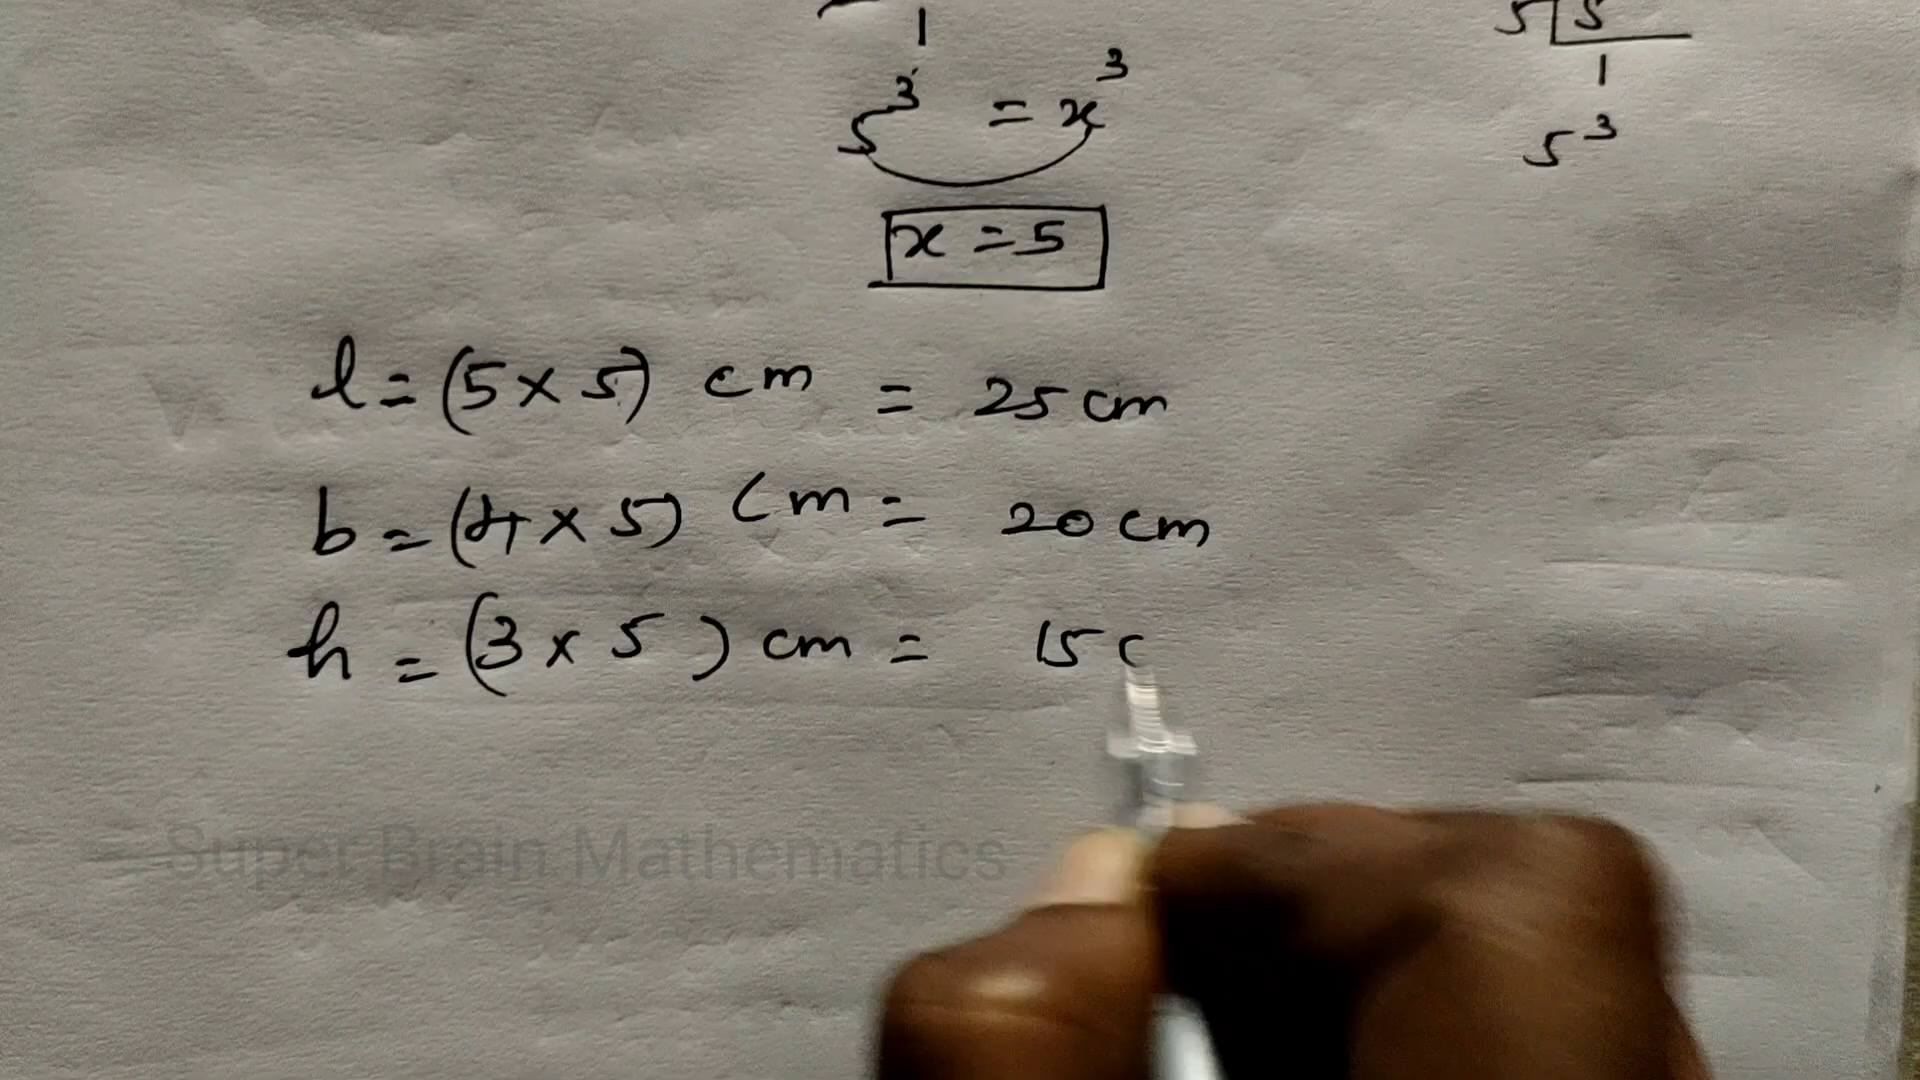 1
5³ = x³
x = 5
5 5
1
5³
l = (5 × 5) cm = 25 cm
b = (4 × 5) cm = 20 cm
h = (3 × 5) cm = 15 c
Super Brain Mathematics